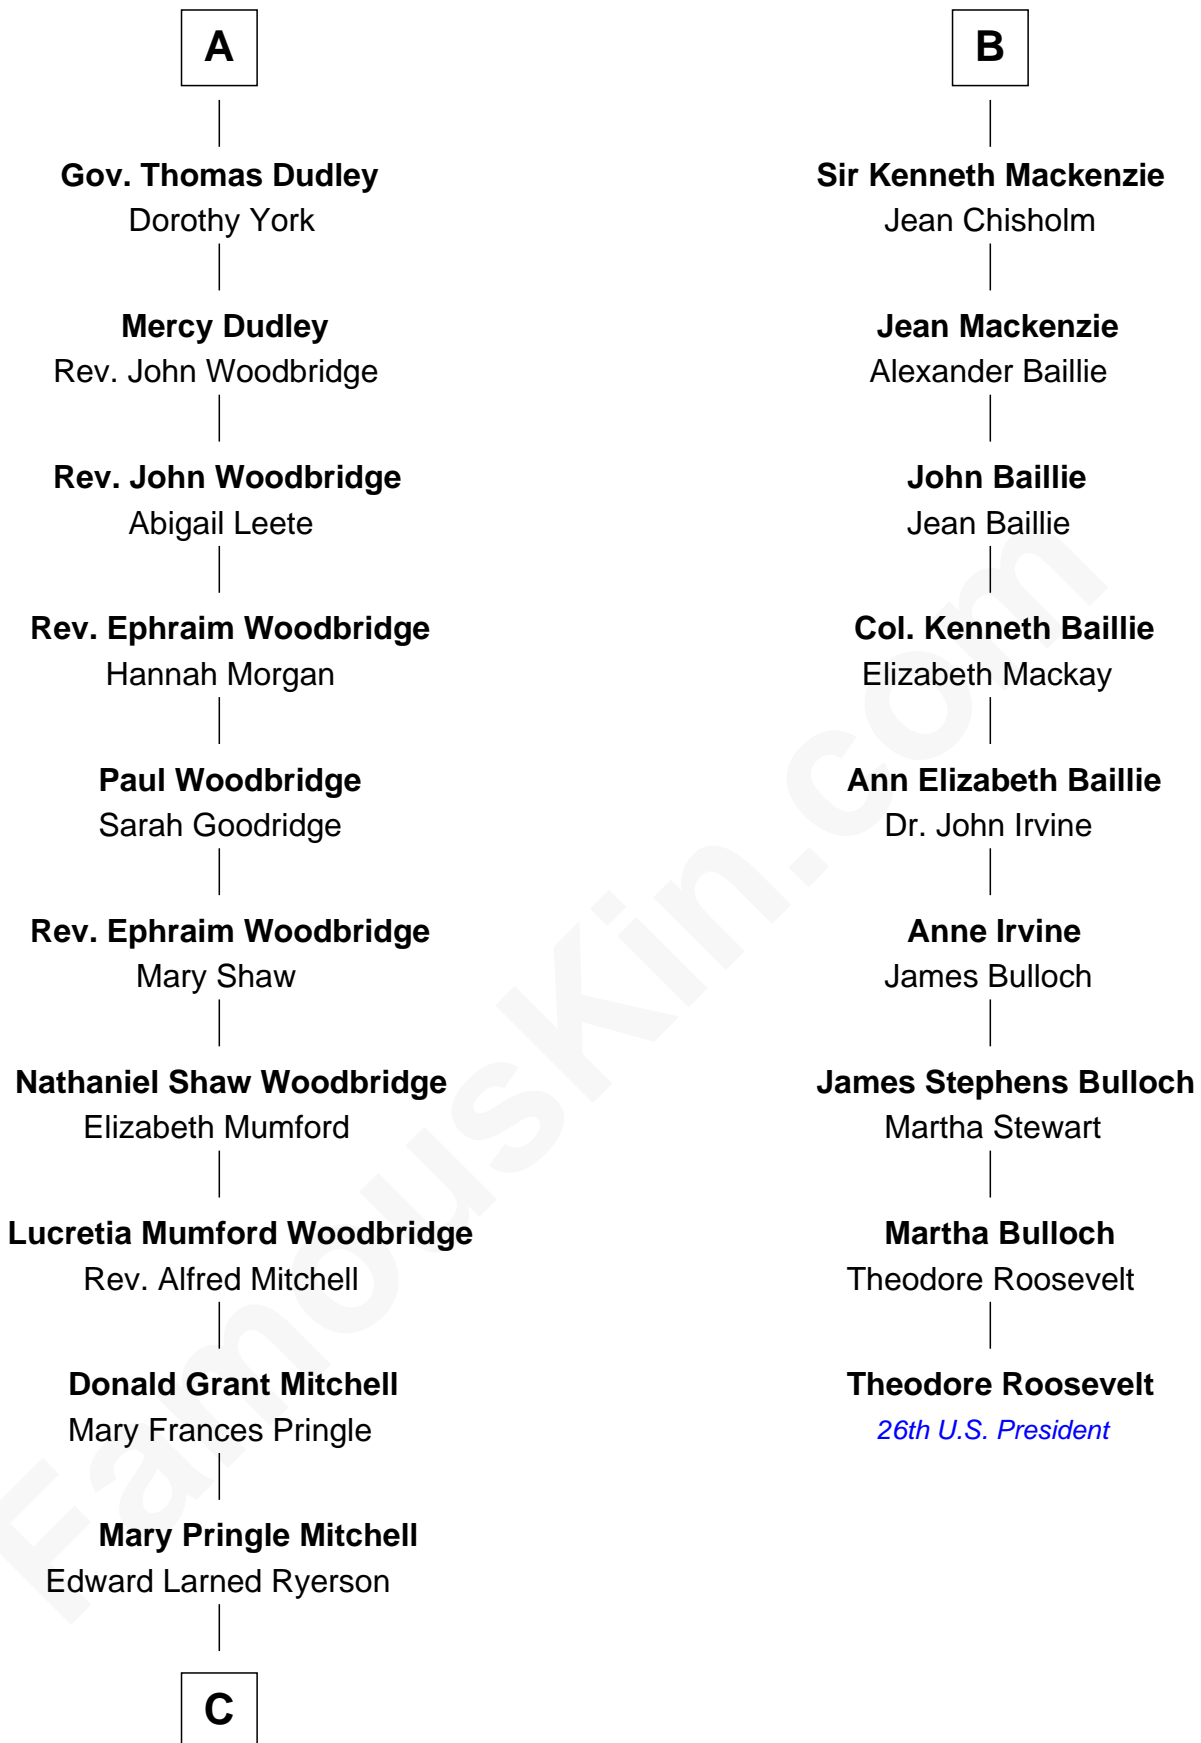 A
Gov. Thomas Dudley
Dorothy York
Mercy Dudley
Rev. John Woodbridge
Rev. John Woodbridge
Abigail Leete
Rev. Ephraim Woodbridge
Hannah Morgan
Paul Woodbridge
Sarah Goodridge
Rev. Ephraim Woodbridge
Mary Shaw
Nathaniel Shaw Woodbridge
Elizabeth Mumford
Lucretia Mumford Woodbridge
Rev. Alfred Mitchell
Donald Grant Mitchell
Mary Frances Pringle
Mary Pringle Mitchell
Edward Larned Ryerson
C
B
Sir Kenneth Mackenzie
Jean Chisholm
Jean Mackenzie
Alexander Baillie
John Baillie
Jean Baillie
Col. Kenneth Baillie
Elizabeth Mackay
Ann Elizabeth Baillie
Dr. John Irvine
Anne Irvine
James Bulloch
James Stephens Bulloch
Martha Stewart
Martha Bulloch
Theodore Roosevelt
Theodore Roosevelt
26th U.S. President
FamousKin.com